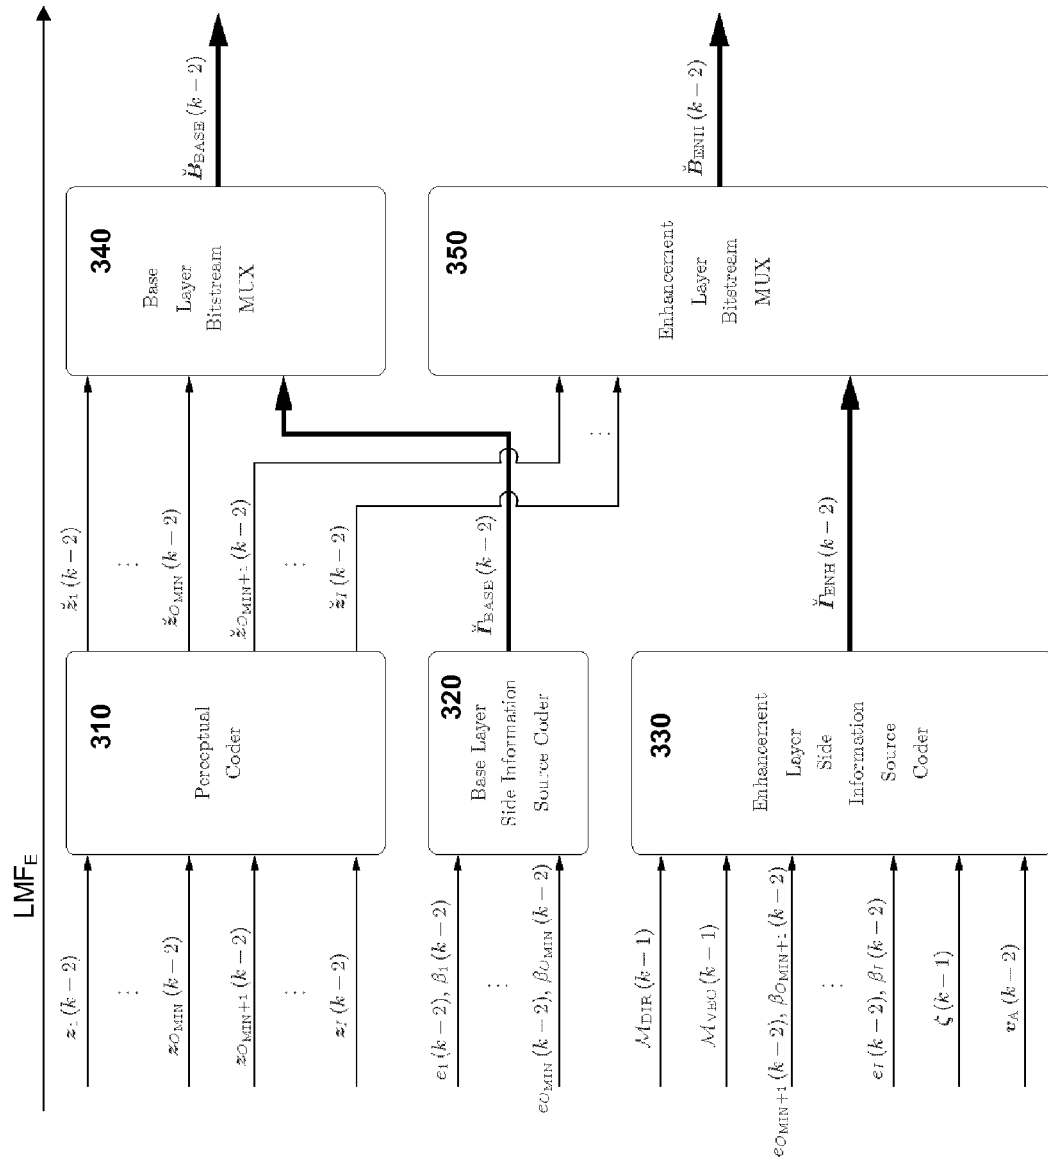 LMF_E
z₁(k−2)
⋮
z_{O_MIN}(k−2)
z_{O_MIN+1}(k−2)
⋮
z_I(k−2)
310
Perceptual
Coder
ž₁(k−2)
⋮
ž_{O_MIN}(k−2)
ž_{O_MIN+1}(k−2)
⋮
ž_I(k−2)
340
Base
Layer
Bitstream
MUX
B̌_BASE(k−2)
e₁(k−2), β₁(k−2)
⋮
e_{O_MIN}(k−2), β_{O_MIN}(k−2)
320
Base Layer
Side Information
Source Coder
Γ̌_BASE(k−2)
⋮
350
Enhancement
Layer
Bitstream
MUX
B̌_ENH(k−2)
M_DIR(k−1)
M_VEC(k−1)
e_{O_MIN+1}(k−2), β_{O_MIN+1}(k−2)
⋮
e_I(k−2), β_I(k−2)
ζ(k−1)
v_A(k−2)
330
Enhancement
Layer
Side
Information
Source
Coder
Γ̌_ENH(k−2)